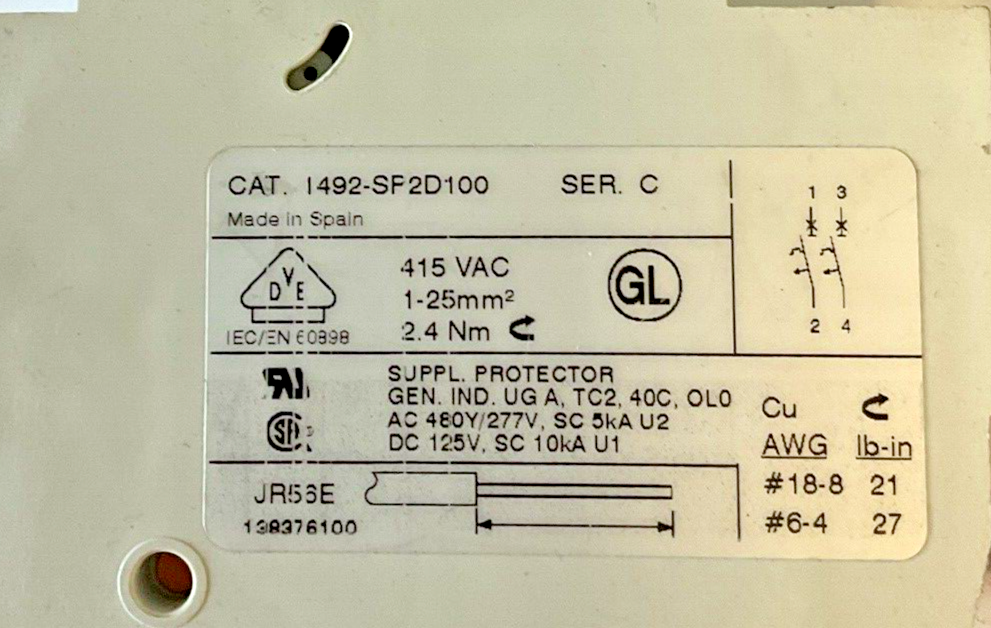 CAT. 1492-SP2D100 SER. C
Made in Spain
1 3
D V E
415 VAC
1-25mm²
2.4 Nm
GL
2 4
IEC/EN 60898
SUPPL. PROTECTOR
GEN. IND. UG A, TC2, 40C, OL0
AC 480Y/277V, SC 5kA U2
DC 125V, SC 10kA U1
Cu
AWG lb-in
#18-8 21
#6-4 27
138376100